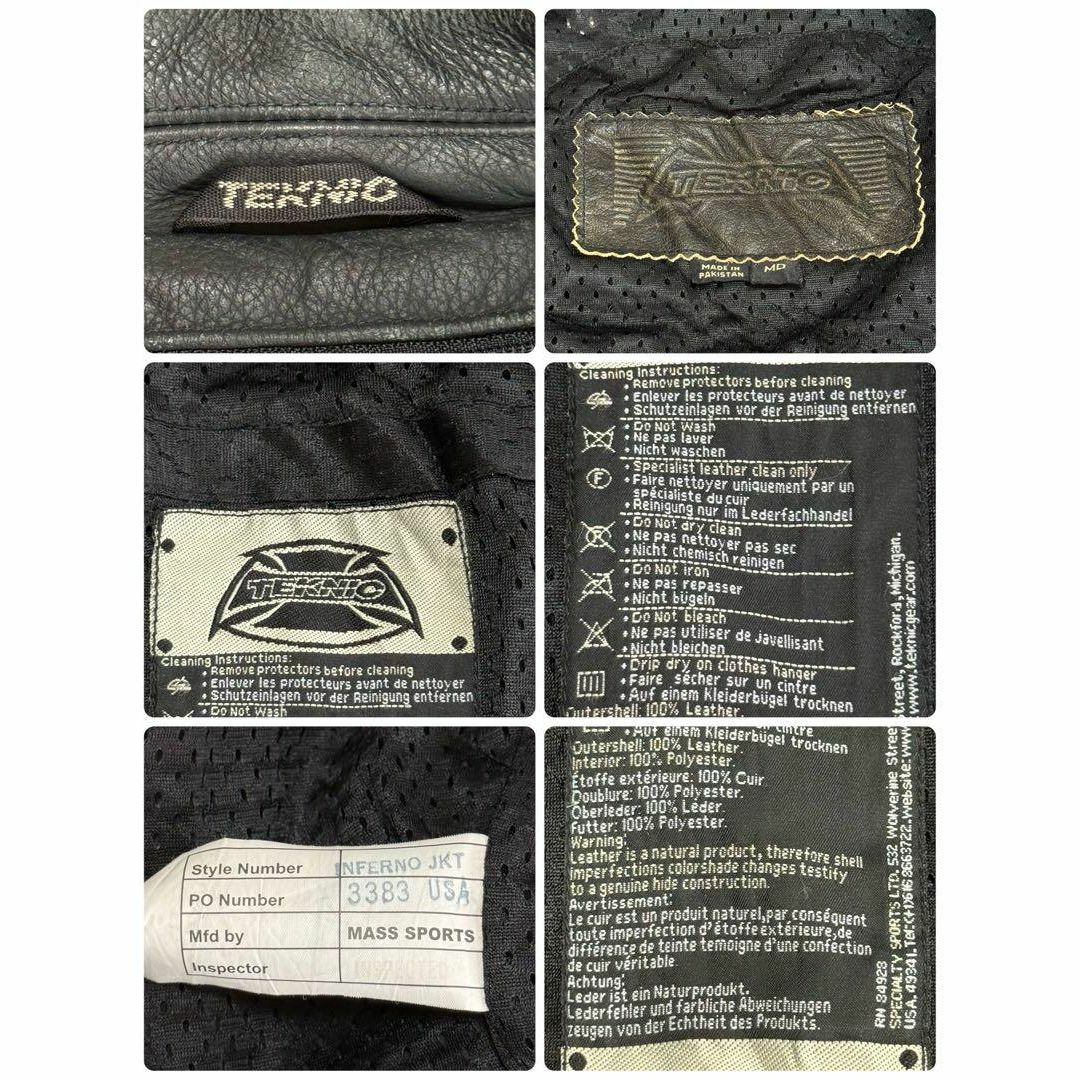 TEKNIC
TEKNIC
MADE IN
PAKISTAN
MD
TEKNIC
Cleaning Instructions:
• Remove protectors before cleaning
• Enlever les protecteurs avant de nettoyer
• Schutzeinlagen vor der Reinigung entfernen
• Do Not Wash
Cleaning Instructions:
• Remove protectors before cleaning
• Enlever les protecteurs avant de nettoyer
• Schutzeinlagen vor der Reinigung entfernen
• Do Not Wash
• Ne pas laver
• Nicht waschen
F
• Specialist leather clean only
• Faire nettoyer uniquement par un
spécialiste du cuir
• Reinigung nur im Lederfachhandel
• Do Not dry clean
• Ne pas nettoyer pas sec
• Nicht chemisch reinigen
• Do Not Iron
• Ne pas repasser
• Nicht bügeln
• Do Not Bleach
• Ne pas utiliser de javellisant
• Nicht bleichen
• Drip dry on clothes hanger
• Faire sécher sur un cintre
• Auf einem Kleiderbügel trocknen
Outershell: 100% Leather.
Street, Rockford, Michigan.
www.teknicgear.com
Style Number INFERNO JKT
PO Number 3383 USA
Mfd by MASS SPORTS
Inspector INSPECTED
cintre
• Auf einem Kleiderbügel trocknen
Outershell: 100% Leather.
Interior: 100% Polyester.
Étoffe extérieure: 100% Cuir
Doublure: 100% Polyester.
Oberleder: 100% Leder.
Futter: 100% Polyester.
Warning:
Leather is a natural product, therefore shell
imperfections colorshade changes testify
to a genuine hide construction.
Avertissement:
Le cuir est un produit naturel,par conséquent
toute imperfection d'étoffe extérieure,de
différence de teinte temoigne d'une confection
de cuir véritable.
Achtung:
Leder ist ein Naturprodukt.
Lederfehler und farbliche Abweichungen
zeugen von der Echtheit des Produkts.
RN 84923
SPECIALTY SPORTS LTD. 532 Wolverine Stree
USA.49341.Tel:(H)6168663722.Website:www